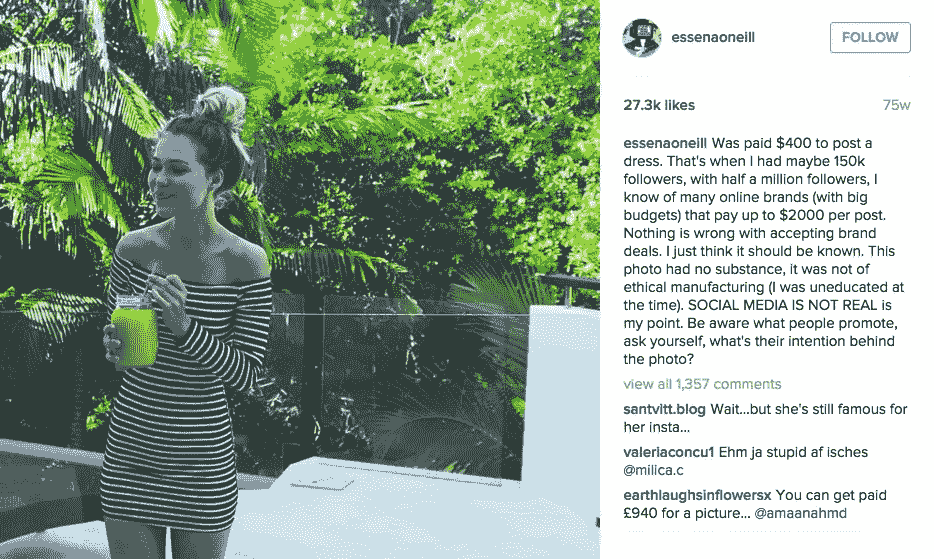 essenaoneill
FOLLOW
27.3k likes
75w
essenaoneill Was paid $400 to post a
dress. That's when I had maybe 150k
followers, with half a million followers, I
know of many online brands (with big
budgets) that pay up to $2000 per post.
Nothing is wrong with accepting brand
deals. I just think it should be known. This
photo had no substance, it was not of
ethical manufacturing (I was uneducated at
the time). SOCIAL MEDIA IS NOT REAL is
my point. Be aware what people promote,
ask yourself, what's their intention behind
the photo?
view all 1,357 comments
santvitt.blog Wait...but she's still famous for
her insta...
valeriaconcu1 Ehm ja stupid af isches
@milica.c
earthlaughsinflowersx You can get paid
£940 for a picture... @amaanahmd